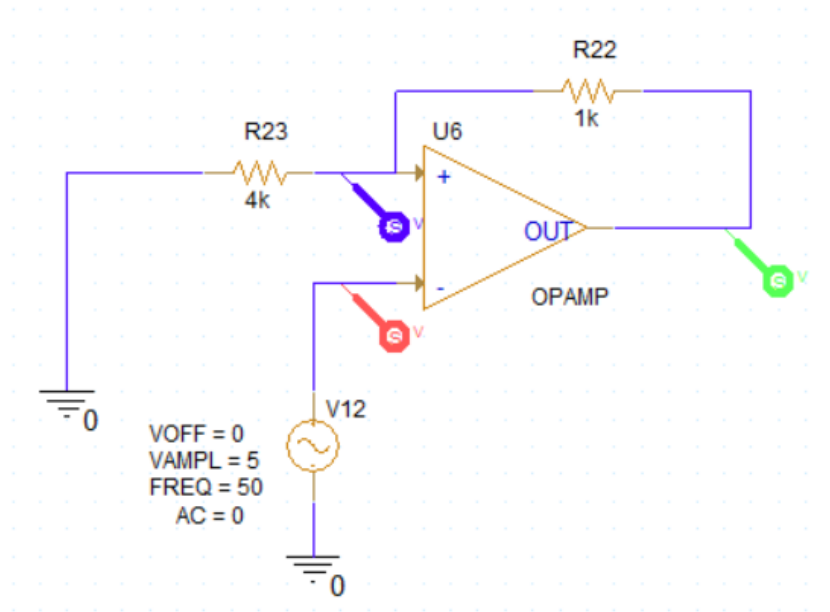 R22
1k
R23
4k
U6
+
OUT
-
OPAMP
S V
S V
S V
0
V12
VOFF = 0
VAMPL = 5
FREQ = 50
AC = 0
0